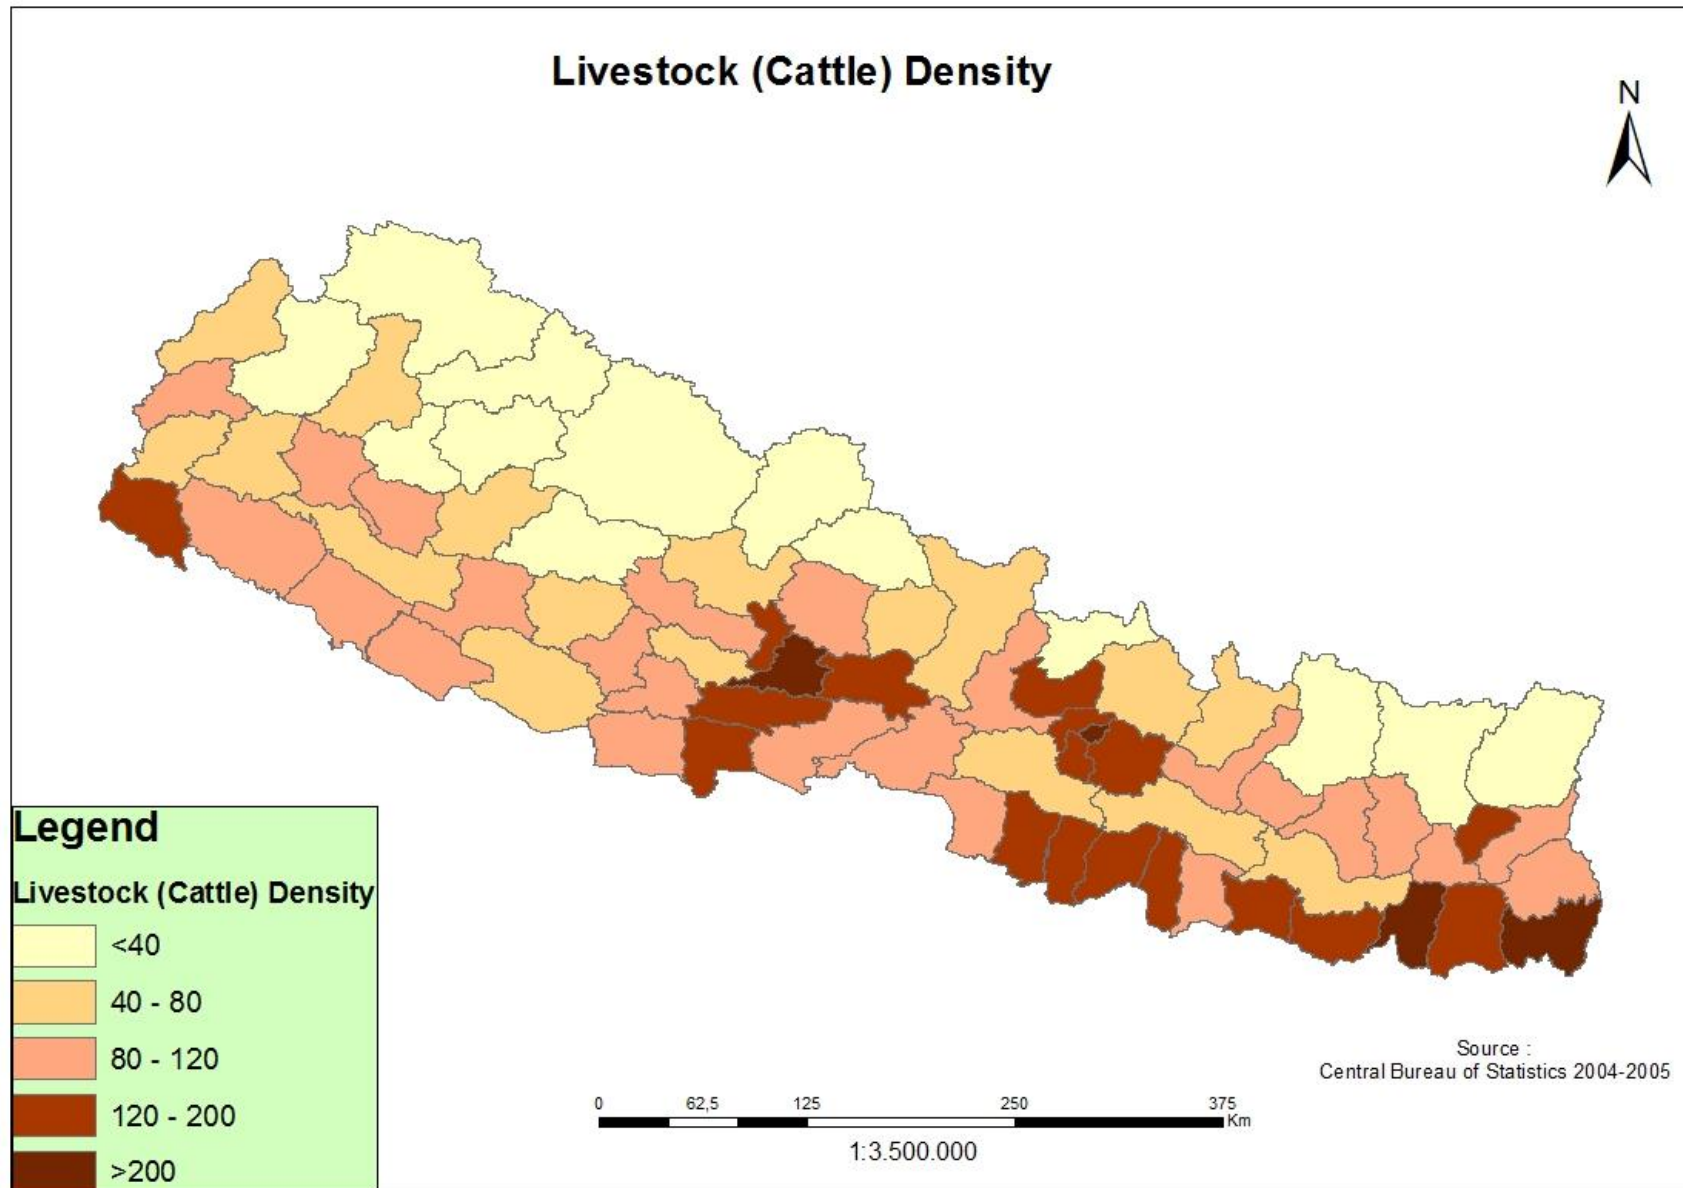 Livestock (Cattle) Density
N
Legend
Livestock (Cattle) Density
<40
40 - 80
80 - 120
120 - 200
>200
Source :
Central Bureau of Statistics 2004-2005
0 62,5 125 250 375
Km
1:3.500.000